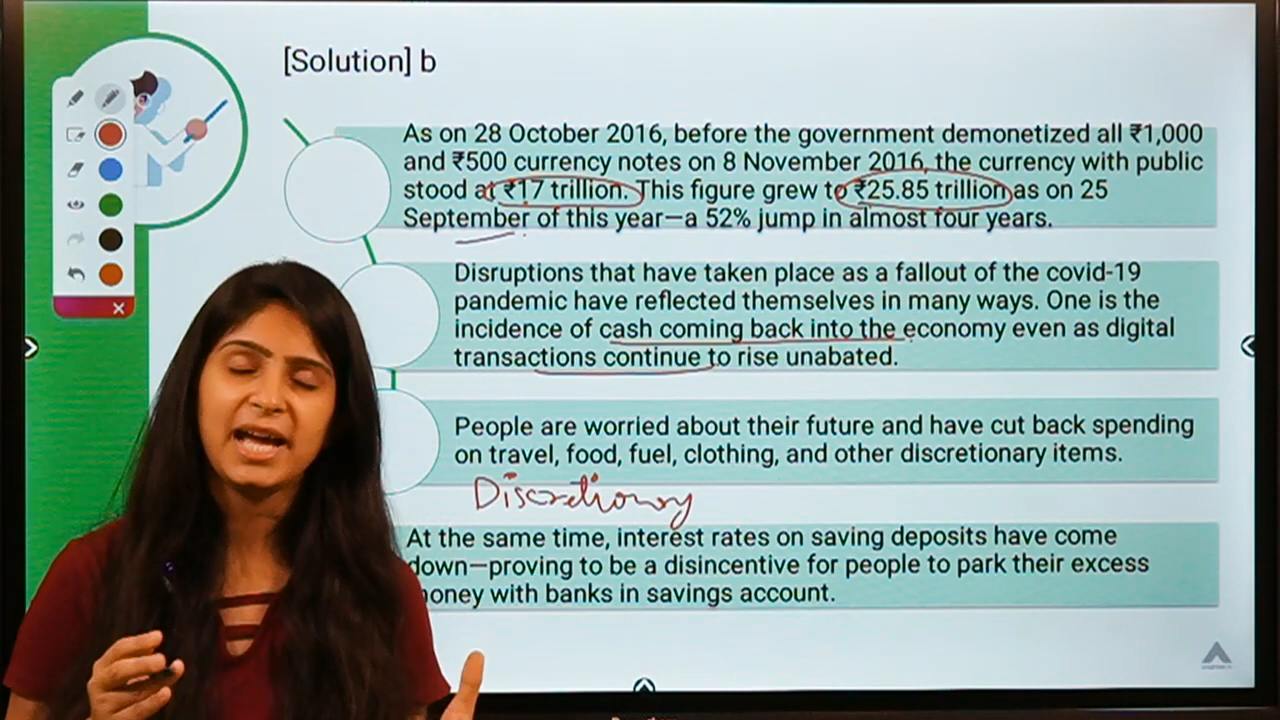 [Solution] b
As on 28 October 2016, before the government demonetized all ₹1,000
and ₹500 currency notes on 8 November 2016, the currency with public
stood at ₹17 trillion. This figure grew to ₹25.85 trillion as on 25
September of this year—a 52% jump in almost four years.
Disruptions that have taken place as a fallout of the covid-19
pandemic have reflected themselves in many ways. One is the
incidence of cash coming back into the economy even as digital
transactions continue to rise unabated.
People are worried about their future and have cut back spending
on travel, food, fuel, clothing, and other discretionary items.
Discretionary
At the same time, interest rates on saving deposits have come
down—proving to be a disincentive for people to park their excess
money with banks in savings account.